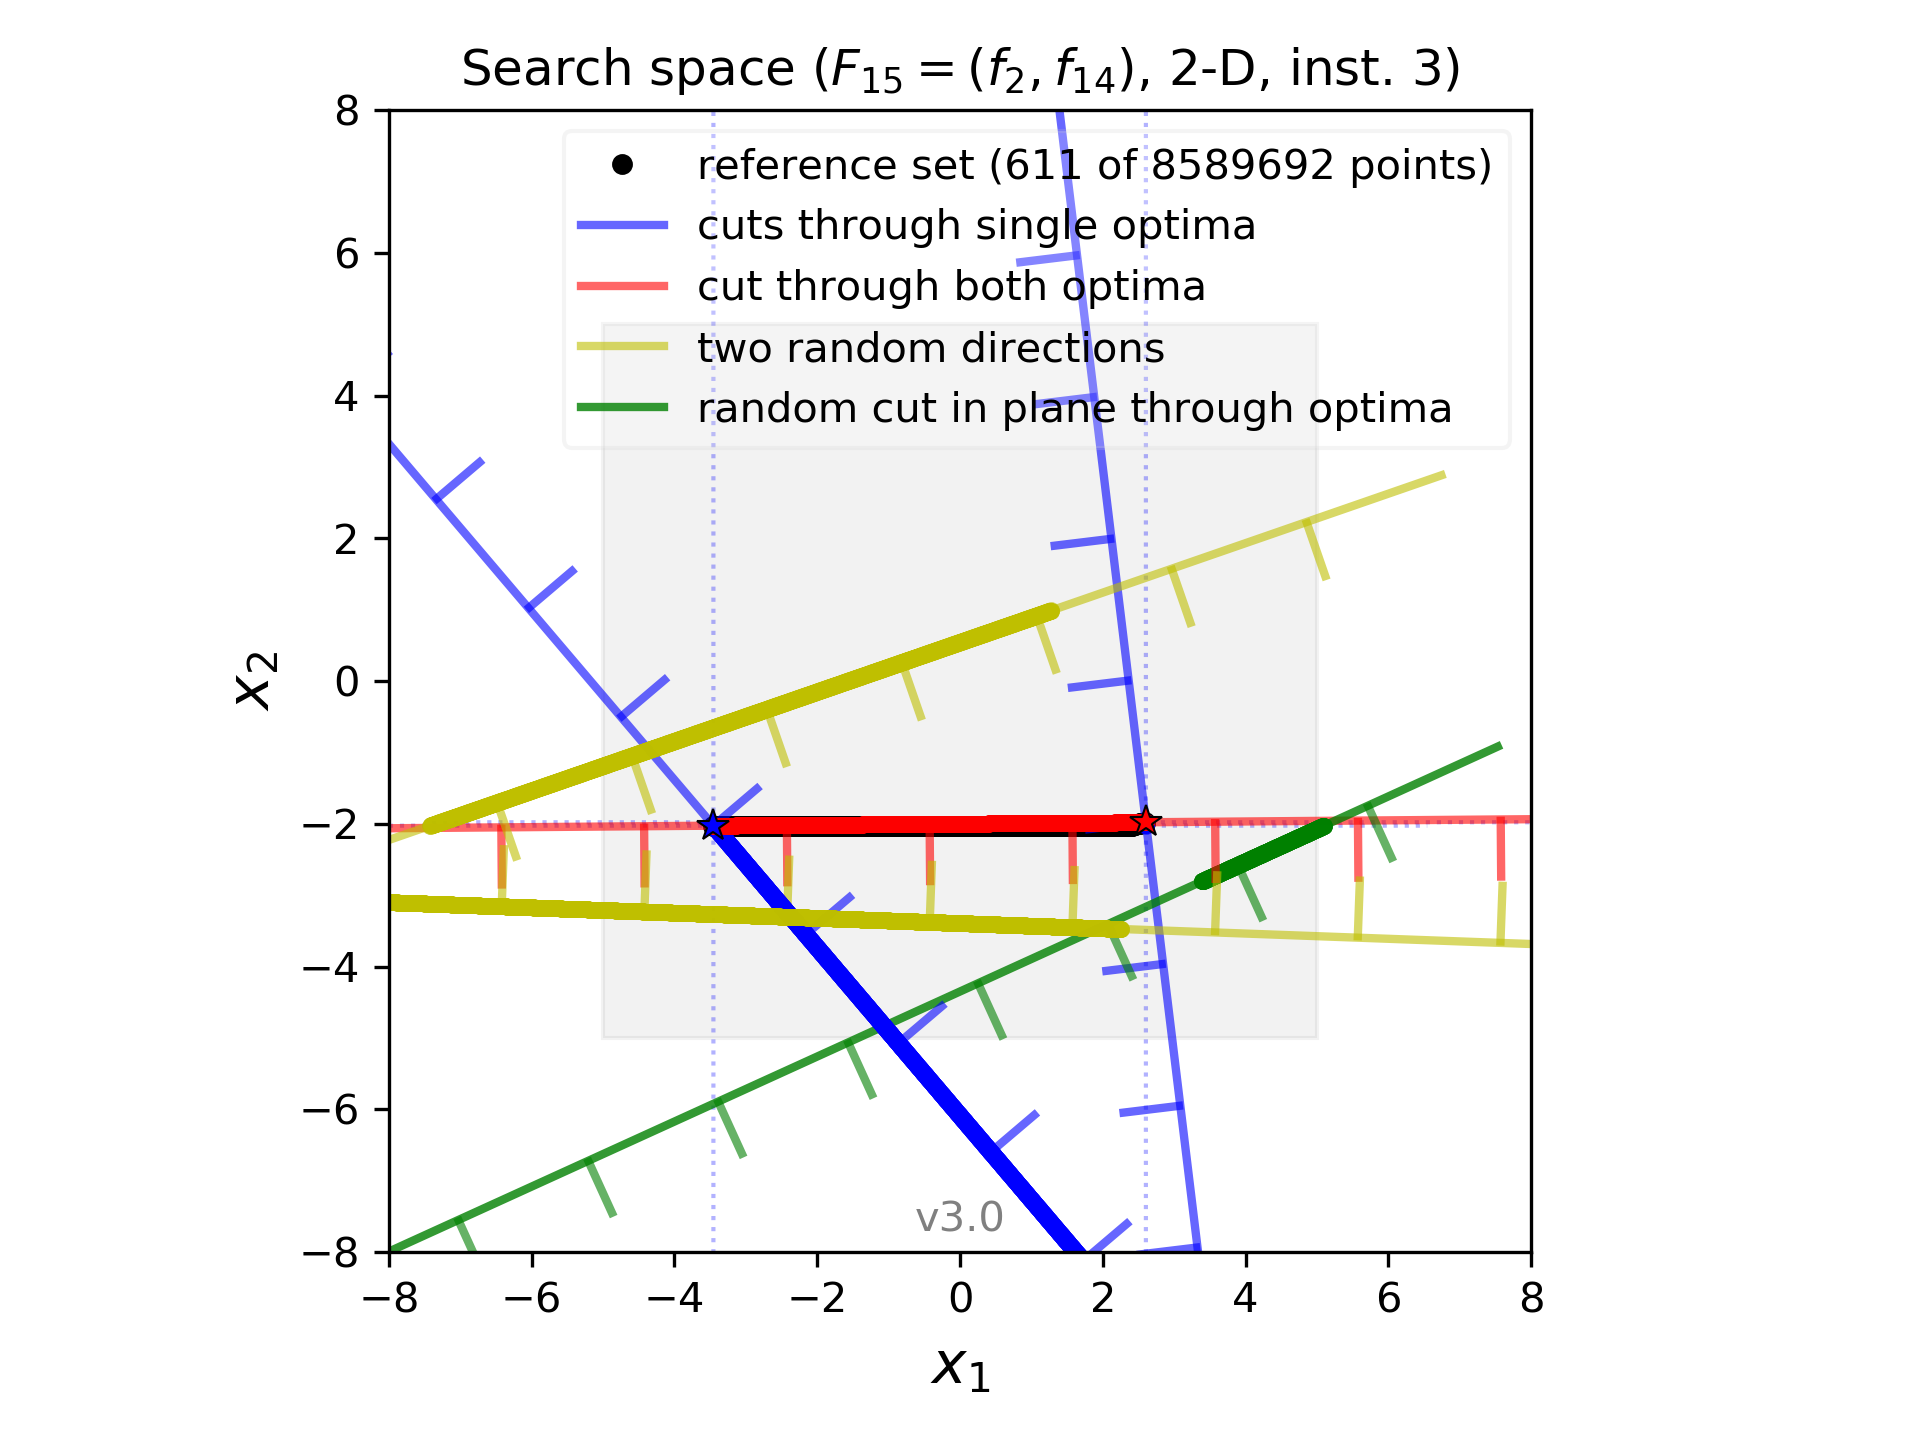 Search space (F15 = (f2, f14), 2-D, inst. 3)
reference set (611 of 8589692 points)
cuts through single optima
cut through both optima
two random directions
random cut in plane through optima
8
6
4
2
0
−2
−4
−6
−8
x2
v3.0
−8 −6 −4 −2 0 2 4 6 8
x1